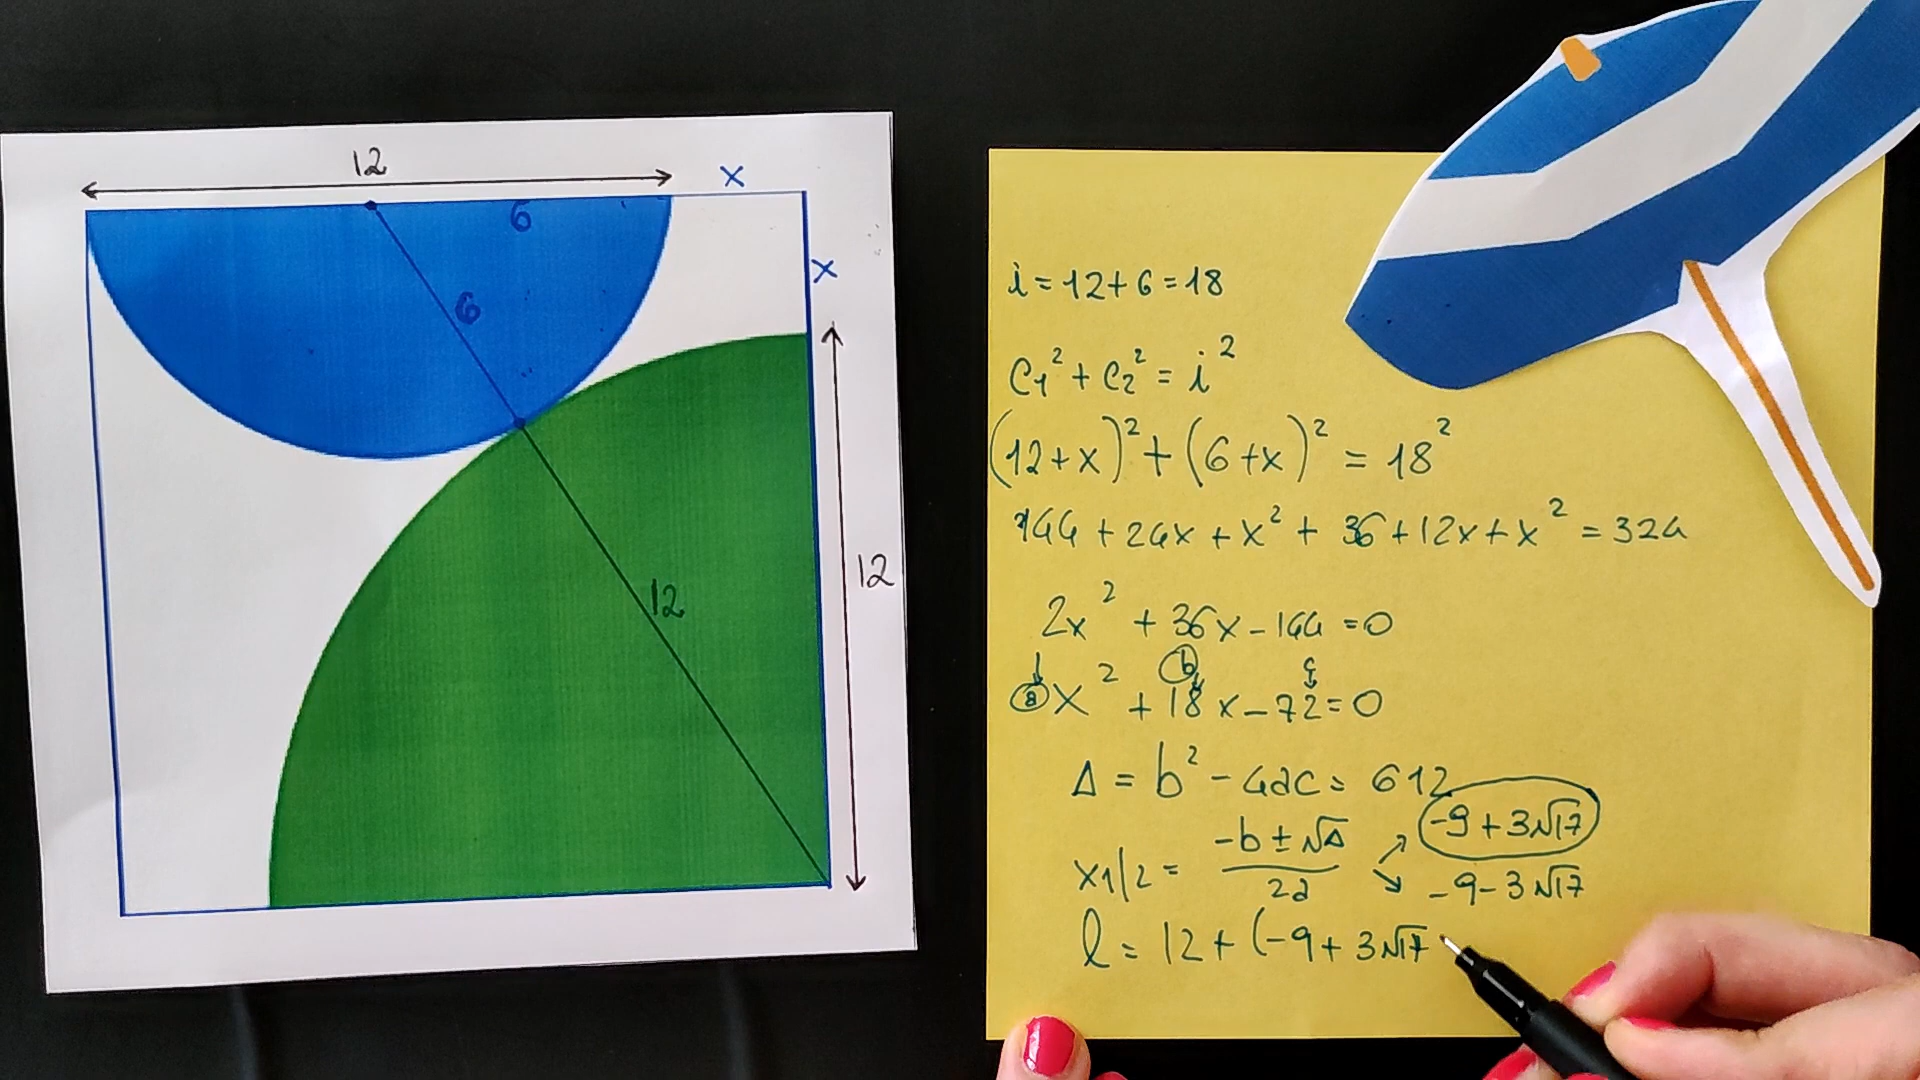 12
x
6
x
6
12
12
i = 12+6 = 18
c₁² + c₂² = i²
(12+x)² + (6+x)² = 18²
144 + 24x + x² + 36 + 12x + x² = 324
2x² + 36x - 144 = 0
b c
a x² + 18x - 72 = 0
Δ = b² - 4ac = 612
-9 + 3√17
x1/2 = (-b ± √Δ)/2a
-9 - 3√17
l = 12 + (-9 + 3√17